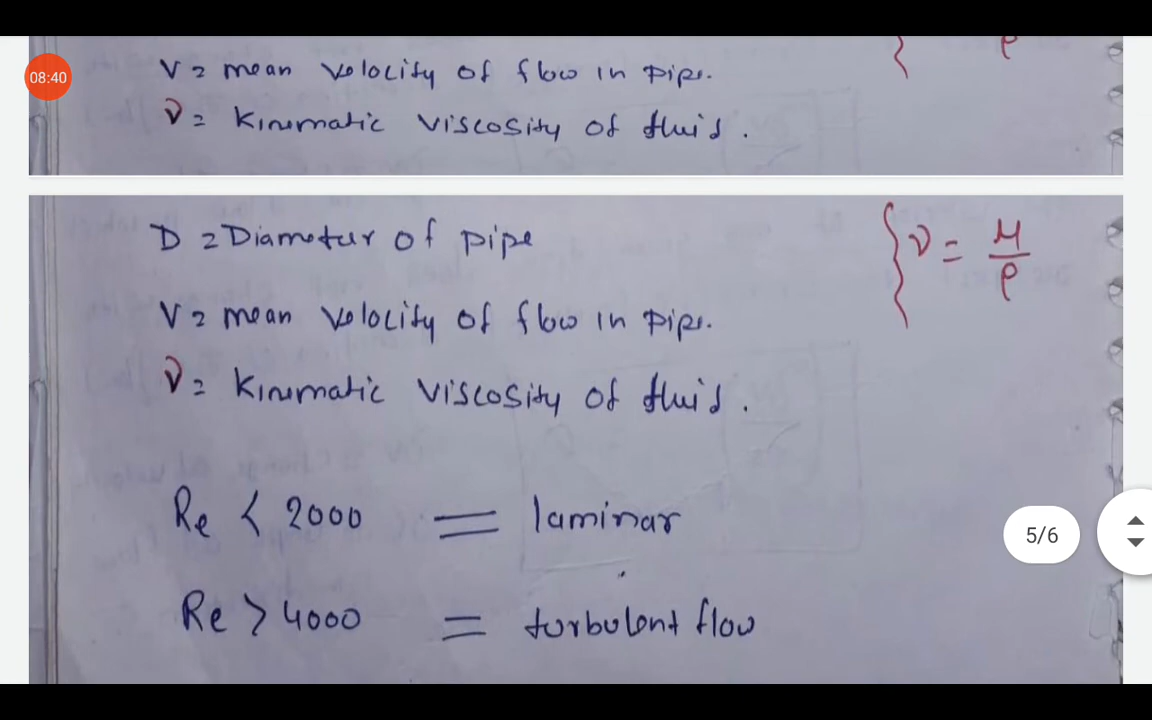 08:40
ρ
V = mean velocity of flow in pipe.
ν = Kinematic Viscosity of fluid.
D = Diameter of pipe
ν = μ/ρ
V = mean velocity of flow in pipe.
ν = Kinematic Viscosity of fluid.
Re < 2000 = laminar
5/6
Re > 4000 = turbulent flow